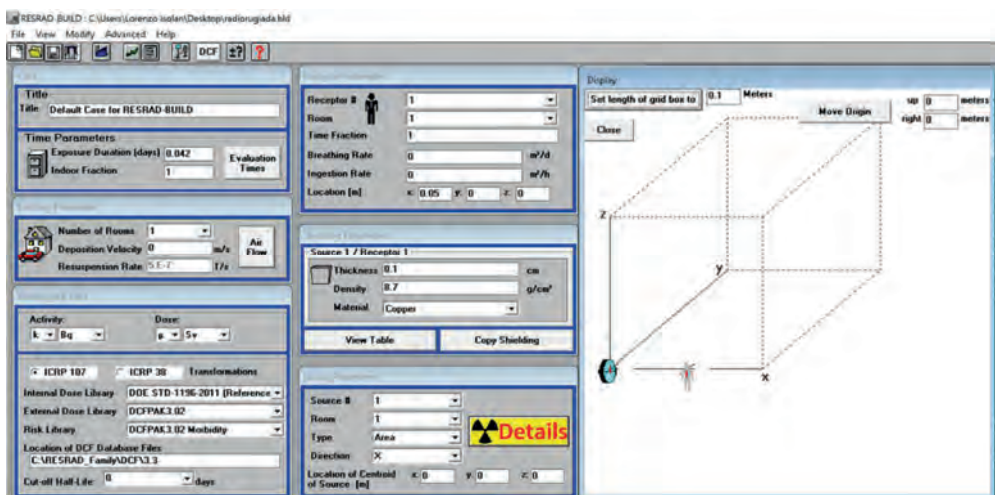 RESRAD-BUILD : C:\Users\Lorenzo Isolan\Desktop\rediorugiada.bld
File View Modify Advanced Help
DCF ±? ?
Title
Title Default Case for RESRAD-BUILD
Time Parameters
Exposure Duration (days) 0.042
Indoor Fraction 1
Evaluation Times
Number of Rooms 1
Deposition Velocity 0 m/s
Resuspension Rate 1/s
Air Flow
Activity: Dose:
k Bq µ Sv
ICRP 107 ICRP 38 Transformations
Internal Dose Library DOE STD-1196-2011 (Reference
External Dose Library DCFPAK3.02
Risk Library DCFPAK3.02 Morbidity
Location of DCF Database Files
C:\RESRAD_Family\DCF\3.3
Cut-off Half-Life 0 days
Receptor # 1
Room 1
Time Fraction 1
Breathing Rate 0 m³/d
Ingestion Rate 0 m²/h
Location [m] x: 0.05 y: 0 z: 0
Source 1 / Receptor 1
Thickness 0.1 cm
Density 8.7 g/cm³
Material Copper
View Table Copy Shielding
Source # 1
Room 1
Type Area
Direction X
Details
Location of Centroid of Source [m] x: 0 y: 0 z: 0
Display
Set length of grid box to 0.1 Meters
Close
Move Origin
up 0 meters
right 0 meters
z
y
x